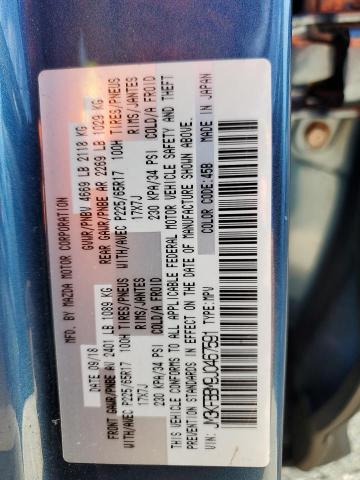 MFG. BY MAZDA MOTOR CORPORATION
DATE 09/18 GVWR/PNBV 4669 LB 2118 KG
FRONT GAWR/PNBE AV 2401 LB 1089 KG REAR GAWR/PNBE AR 2269 LB 1029 KG
WITH/AVEC P225/65R17 100H TIRES/PNEUS WITH/AVEC P225/65R17 100H TIRES/PNEUS
17X7J RIMS/JANTES 17X7J RIMS/JANTES
230 KPA/34 PSI COLD/A FROID 230 KPA/34 PSI COLD/A FROID
THIS VEHICLE CONFORMS TO ALL APPLICABLE FEDERAL MOTOR VEHICLE SAFETY AND THEFT
PREVENTION STANDARDS IN EFFECT ON THE DATE OF MANUFACTURE SHOWN ABOVE.
VIN: TYPE: MPV COLOR CODE: 45B MADE IN JAPAN